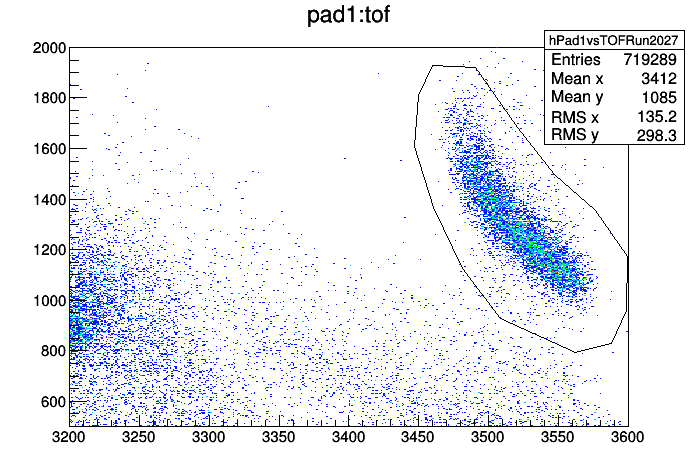 pad1:tof
hPad1vsTOFRun2027
Entries 719289
Mean x 3412
Mean y 1085
RMS x 135.2
RMS y 298.3
2000
1800
1600
1400
1200
1000
800
600
3200 3250 3300 3350 3400 3450 3500 3550 3600